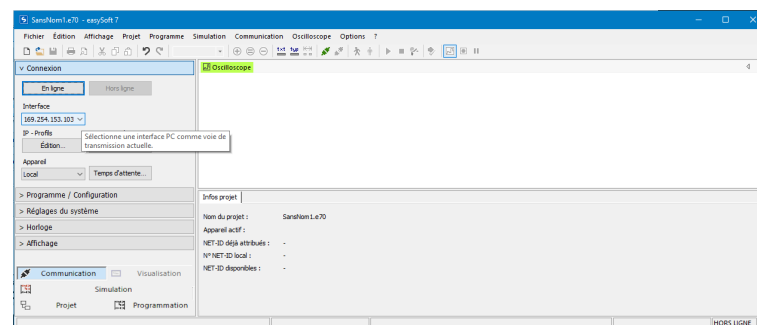 SansNom1.e70 - easySoft 7
Fichier Édition Affichage Projet Programme Simulation Communication Oscilloscope Options ?
v Connexion
Oscilloscope
En ligne Hors ligne
Interface
169.254.153.103
IP - Profils
Sélectionne une interface PC comme voie de
transmission actuelle.
Édition...
Appareil
Local Temps d'attente...
> Programme / Configuration
> Réglages du système
> Horloge
> Affichage
Infos projet
Nom du projet : SansNom1.e70
Appareil actif :
NET-ID déjà attribués : -
N° NET-ID local : -
NET-ID disponibles : -
Communication Visualisation
Simulation
Projet Programmation
HORS LIGNE